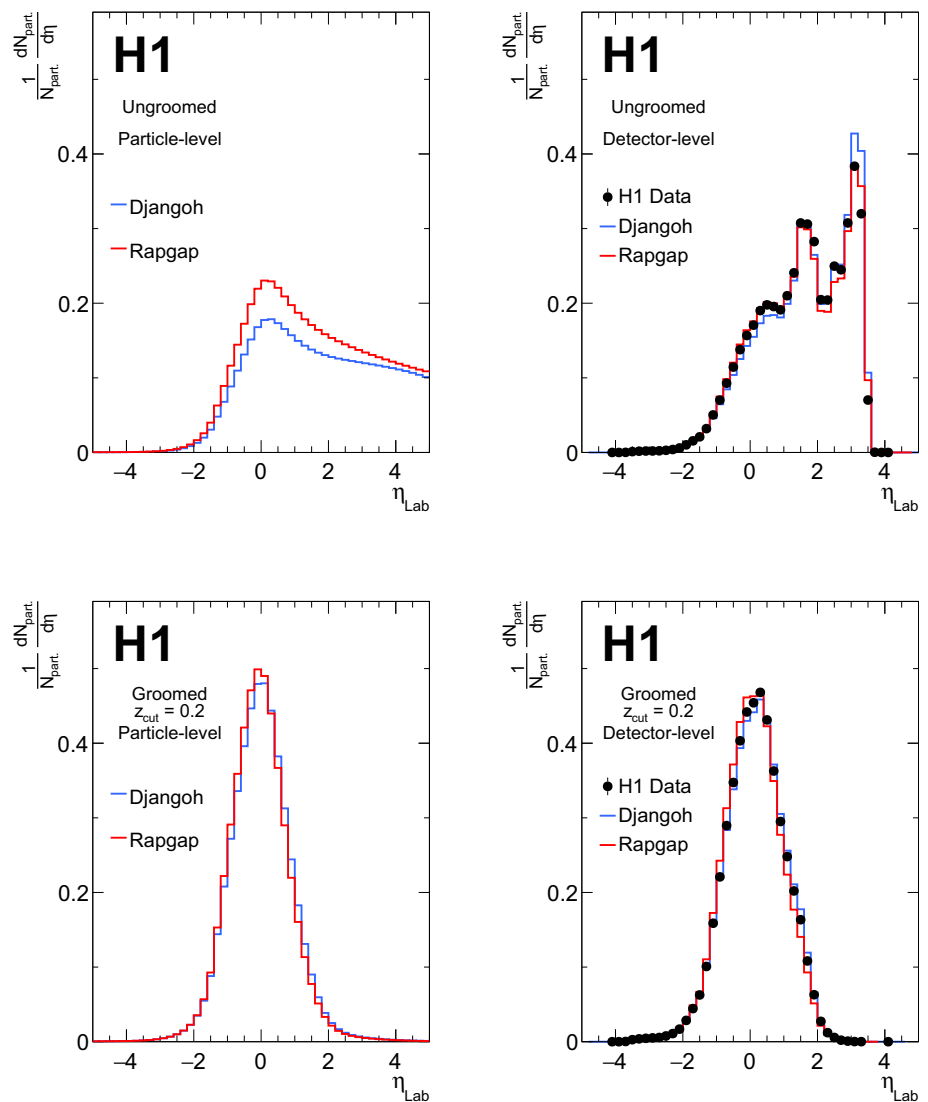 H1
1 dN_part.
N_part. dη
Ungroomed
Particle-level
Djangoh
Rapgap
0.4
0.2
0
−4 −2 0 2 4
η_Lab
H1
1 dN_part.
N_part. dη
Ungroomed
Detector-level
H1 Data
Djangoh
Rapgap
0.4
0.2
0
−4 −2 0 2 4
η_Lab
H1
1 dN_part.
N_part. dη
Groomed
z_cut = 0.2
Particle-level
Djangoh
Rapgap
0.4
0.2
0
−4 −2 0 2 4
η_Lab
H1
1 dN_part.
N_part. dη
Groomed
z_cut = 0.2
Detector-level
H1 Data
Djangoh
Rapgap
0.4
0.2
0
−4 −2 0 2 4
η_Lab